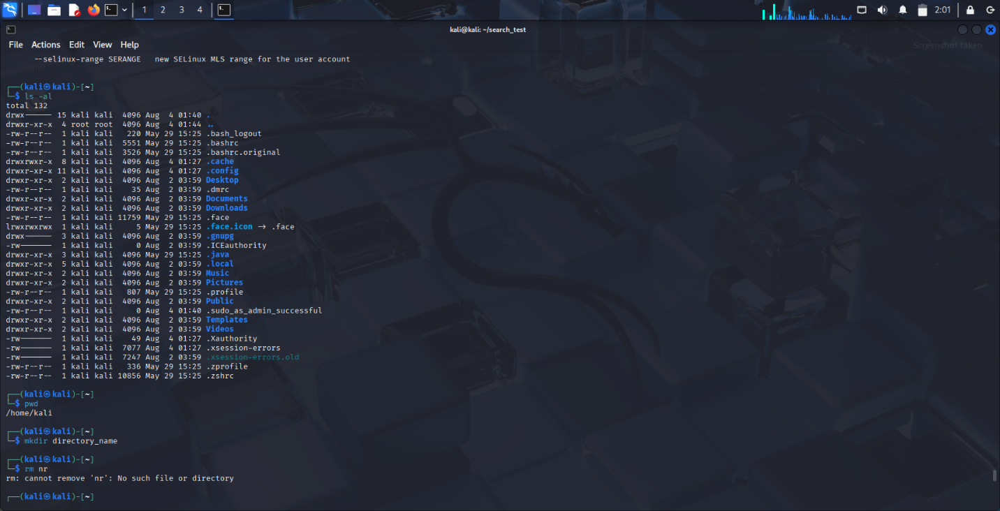 1 2 3 4 2:01
kali@kali: ~/search_test
File Actions Edit View Help
Screenshot taken
--selinux-range SERANGE new SELinux MLS range for the user account
┌──(kali㉿kali)-[~]
└─$ ls -al
total 132
drwx------ 15 kali kali 4096 Aug 4 01:40 .
drwxr-xr-x 4 root root 4096 Aug 4 01:44 ..
-rw-r--r-- 1 kali kali 220 May 29 15:25 .bash_logout
-rw-r--r-- 1 kali kali 5551 May 29 15:25 .bashrc
-rw-r--r-- 1 kali kali 3526 May 29 15:25 .bashrc.original
drwxrwxr-x 8 kali kali 4096 Aug 4 01:27 .cache
drwxr-xr-x 11 kali kali 4096 Aug 4 01:27 .config
drwxr-xr-x 2 kali kali 4096 Aug 2 03:59 Desktop
-rw-r--r-- 1 kali kali 35 Aug 2 03:59 .dmrc
drwxr-xr-x 2 kali kali 4096 Aug 2 03:59 Documents
drwxr-xr-x 2 kali kali 4096 Aug 2 03:59 Downloads
-rw-r--r-- 1 kali kali 11759 May 29 15:25 .face
lrwxrwxrwx 1 kali kali 5 May 29 15:25 .face.icon -> .face
drwx------ 3 kali kali 4096 Aug 2 03:59 .gnupg
-rw------- 1 kali kali 0 Aug 2 03:59 .ICEauthority
drwxr-xr-x 3 kali kali 4096 May 29 15:25 .java
drwxr-xr-x 5 kali kali 4096 Aug 2 03:59 .local
drwxr-xr-x 2 kali kali 4096 Aug 2 03:59 Music
drwxr-xr-x 2 kali kali 4096 Aug 2 03:59 Pictures
-rw-r--r-- 1 kali kali 807 May 29 15:25 .profile
drwxr-xr-x 2 kali kali 4096 Aug 2 03:59 Public
-rw-r--r-- 1 kali kali 0 Aug 4 01:40 .sudo_as_admin_successful
drwxr-xr-x 2 kali kali 4096 Aug 2 03:59 Templates
drwxr-xr-x 2 kali kali 4096 Aug 2 03:59 Videos
-rw------- 1 kali kali 49 Aug 4 01:27 .Xauthority
-rw------- 1 kali kali 7077 Aug 4 01:27 .xsession-errors
-rw------- 1 kali kali 7247 Aug 2 03:59 .xsession-errors.old
-rw-r--r-- 1 kali kali 336 May 29 15:25 .zprofile
-rw-r--r-- 1 kali kali 10856 May 29 15:25 .zshrc
┌──(kali㉿kali)-[~]
└─$ pwd
/home/kali
┌──(kali㉿kali)-[~]
└─$ mkdir directory_name
┌──(kali㉿kali)-[~]
└─$ rm nr
rm: cannot remove 'nr': No such file or directory
┌──(kali㉿kali)-[~]